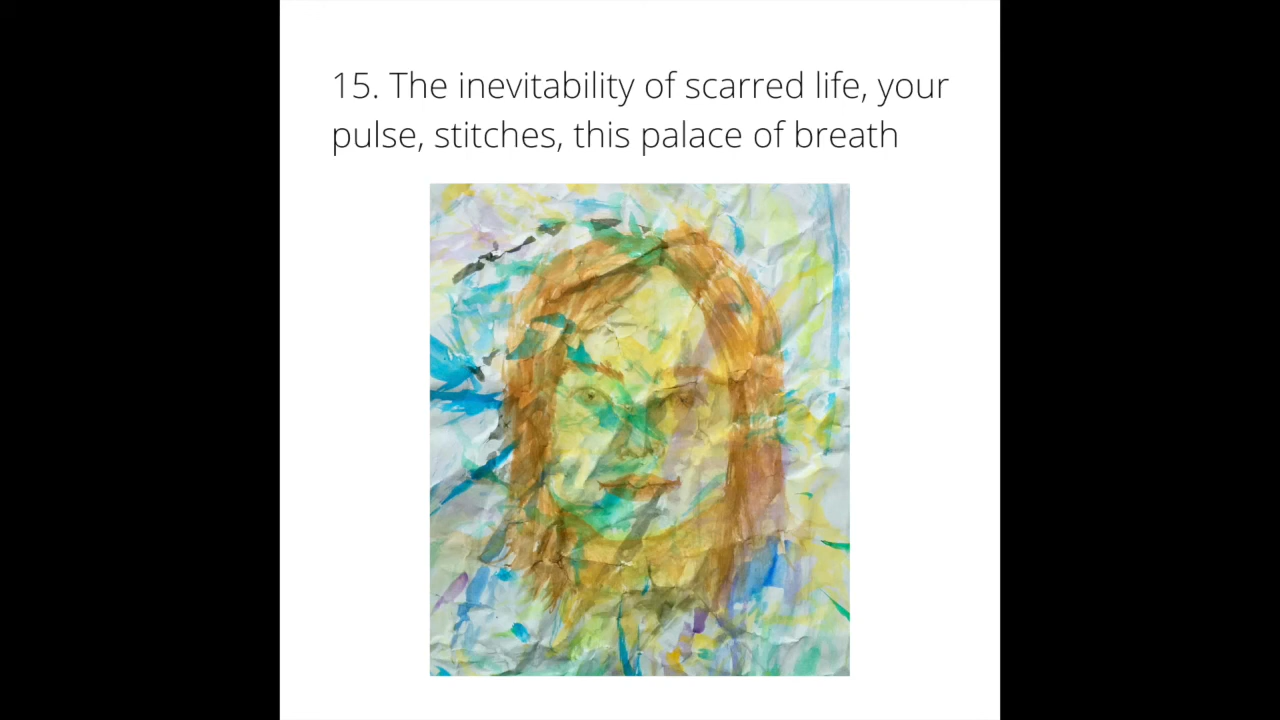 15. The inevitability of scarred life, your
pulse, stitches, this palace of breath